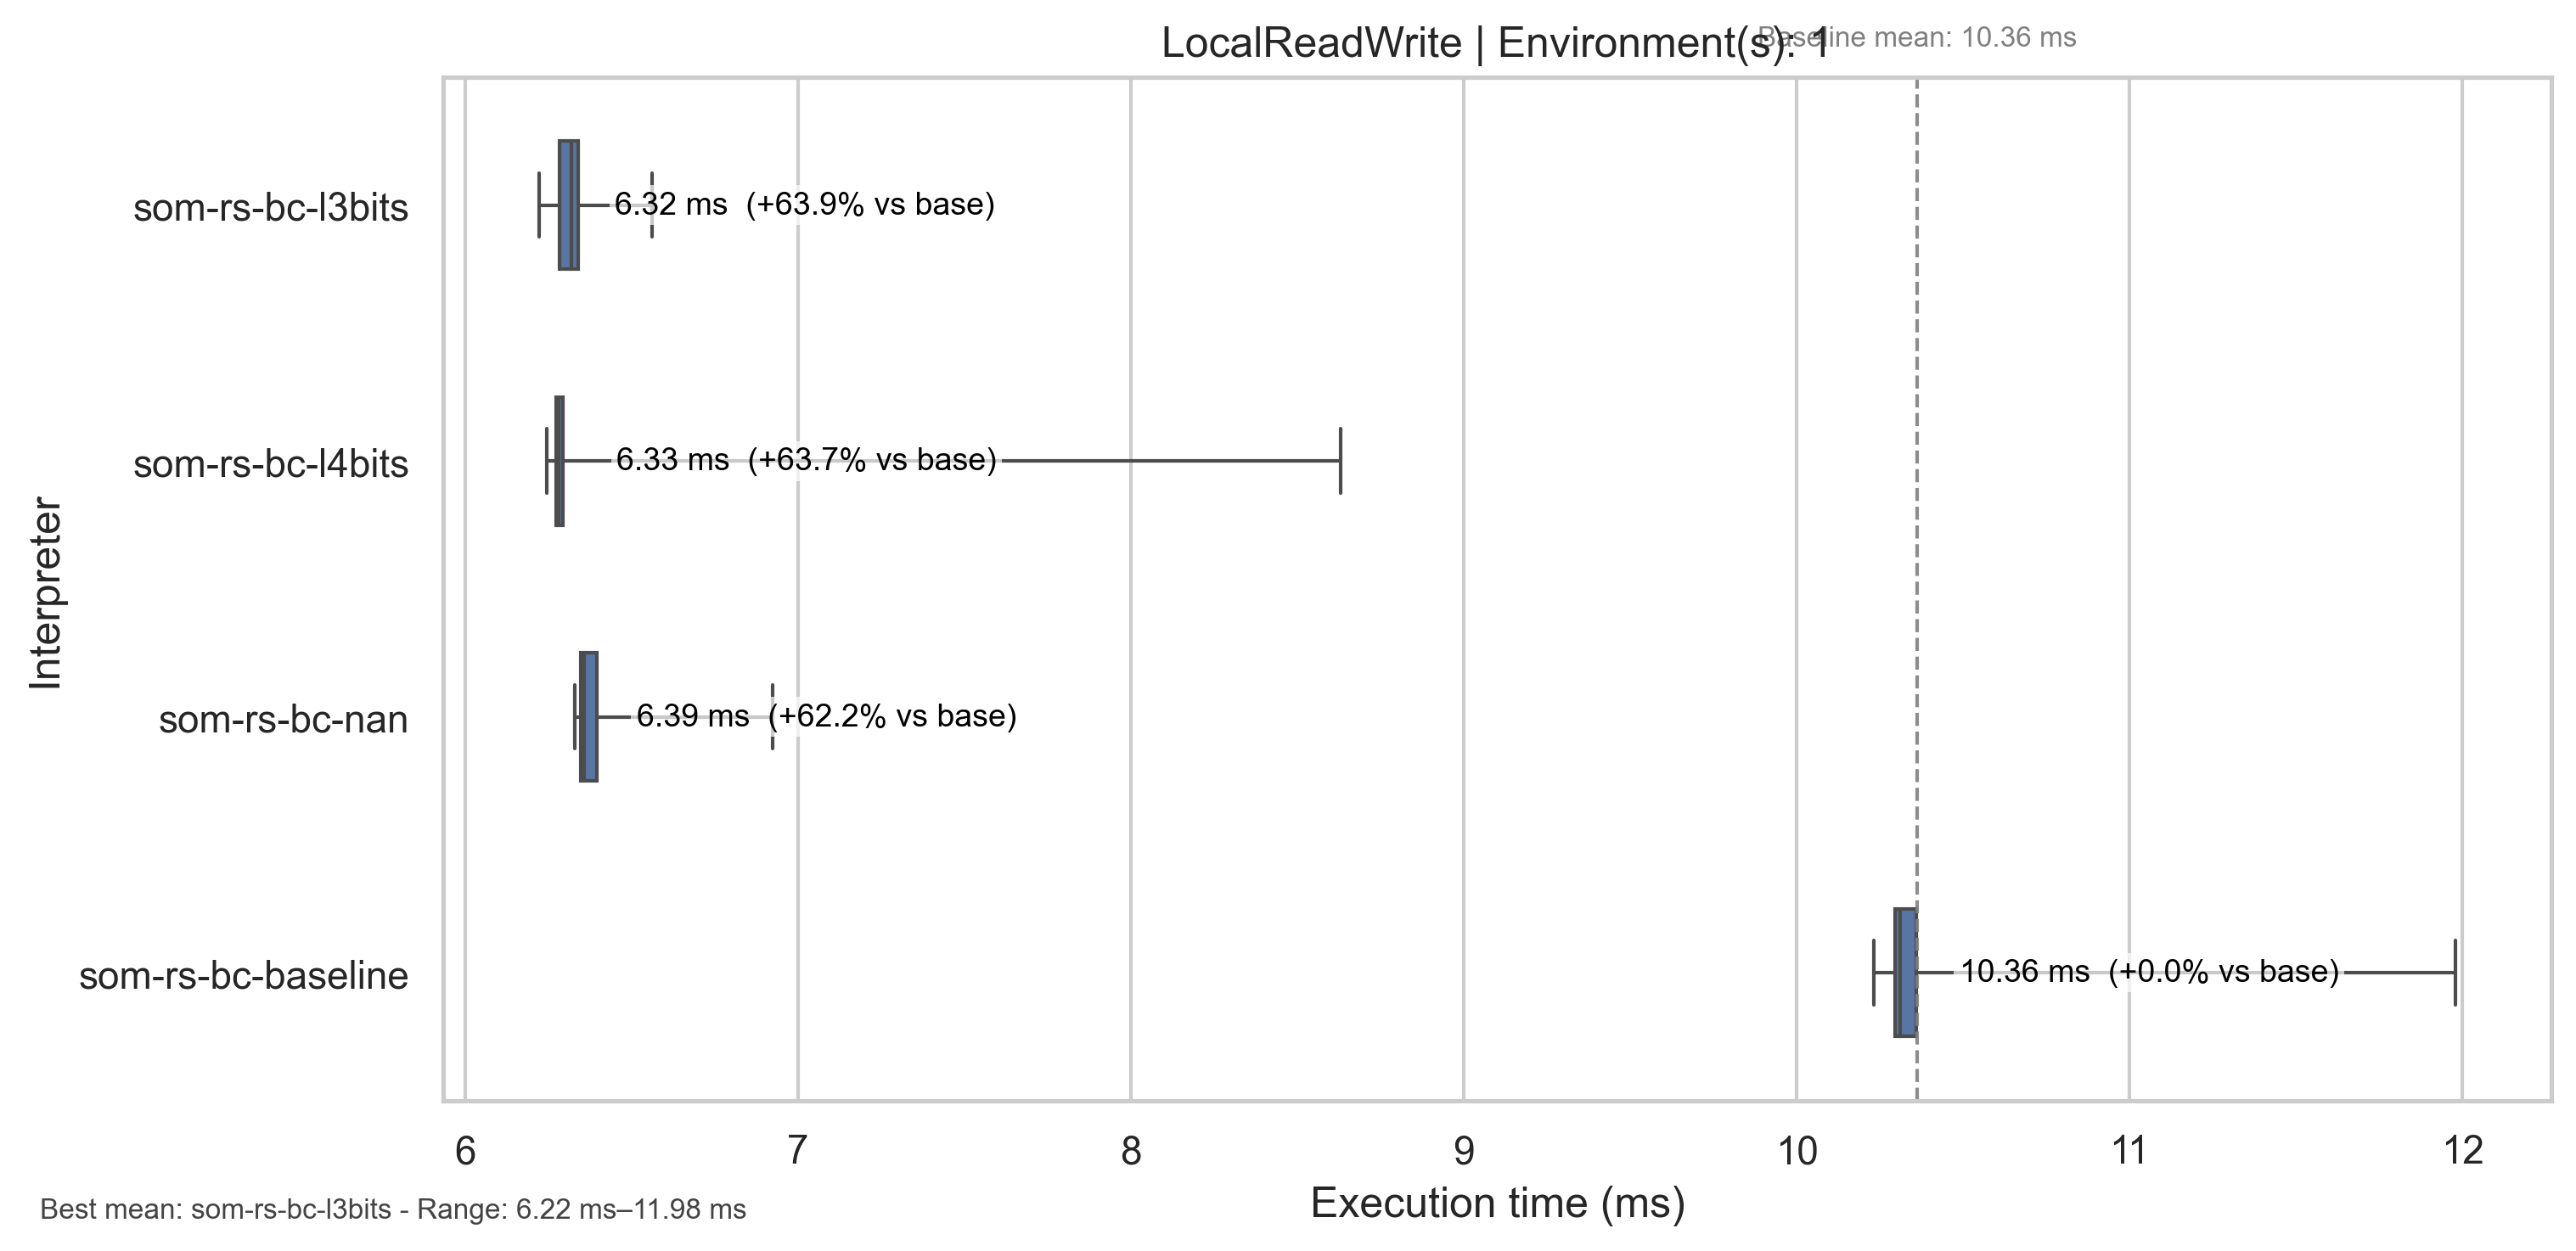 LocalReadWrite | Environment(s): 1
Baseline mean: 10.36 ms
som-rs-bc-l3bits
6.32 ms (+63.9% vs base)
som-rs-bc-l4bits
6.33 ms (+63.7% vs base)
Interpreter
som-rs-bc-nan
6.39 ms (+62.2% vs base)
som-rs-bc-baseline
10.36 ms (+0.0% vs base)
6 7 8 9 10 11 12
Execution time (ms)
Best mean: som-rs-bc-l3bits - Range: 6.22 ms–11.98 ms